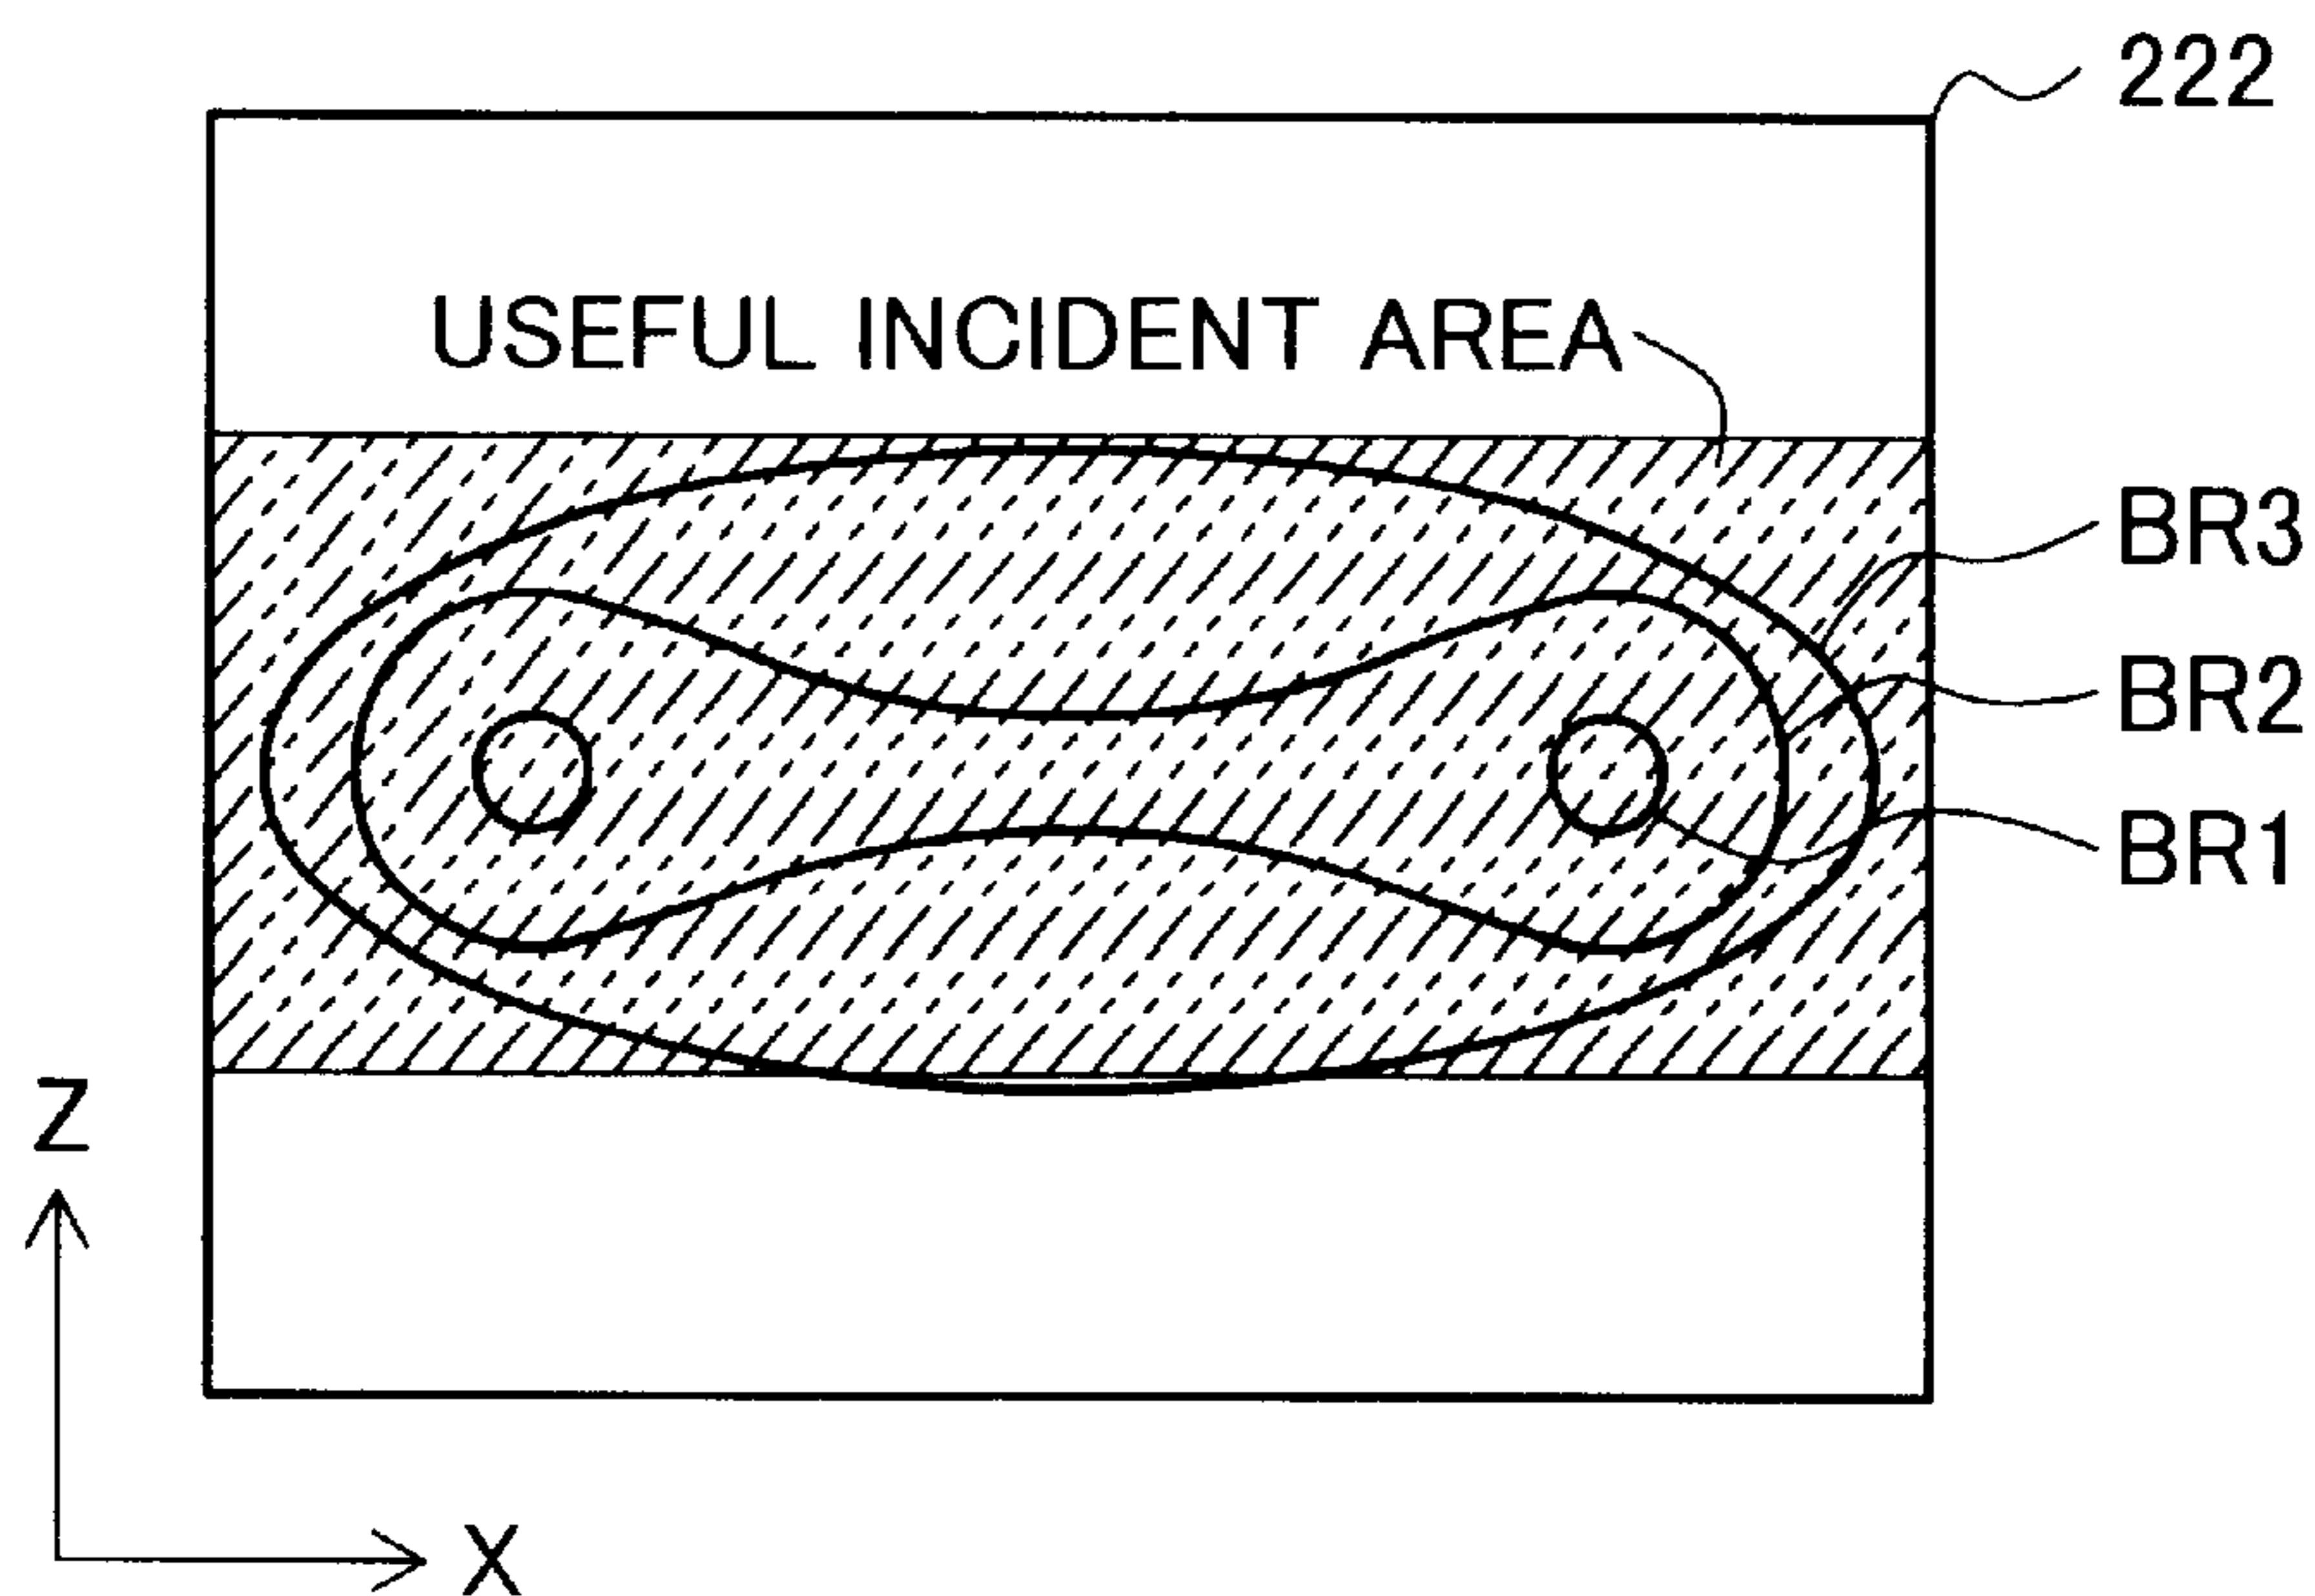 222
USEFUL INCIDENT AREA
BR3
BR2
BR1
Z
X